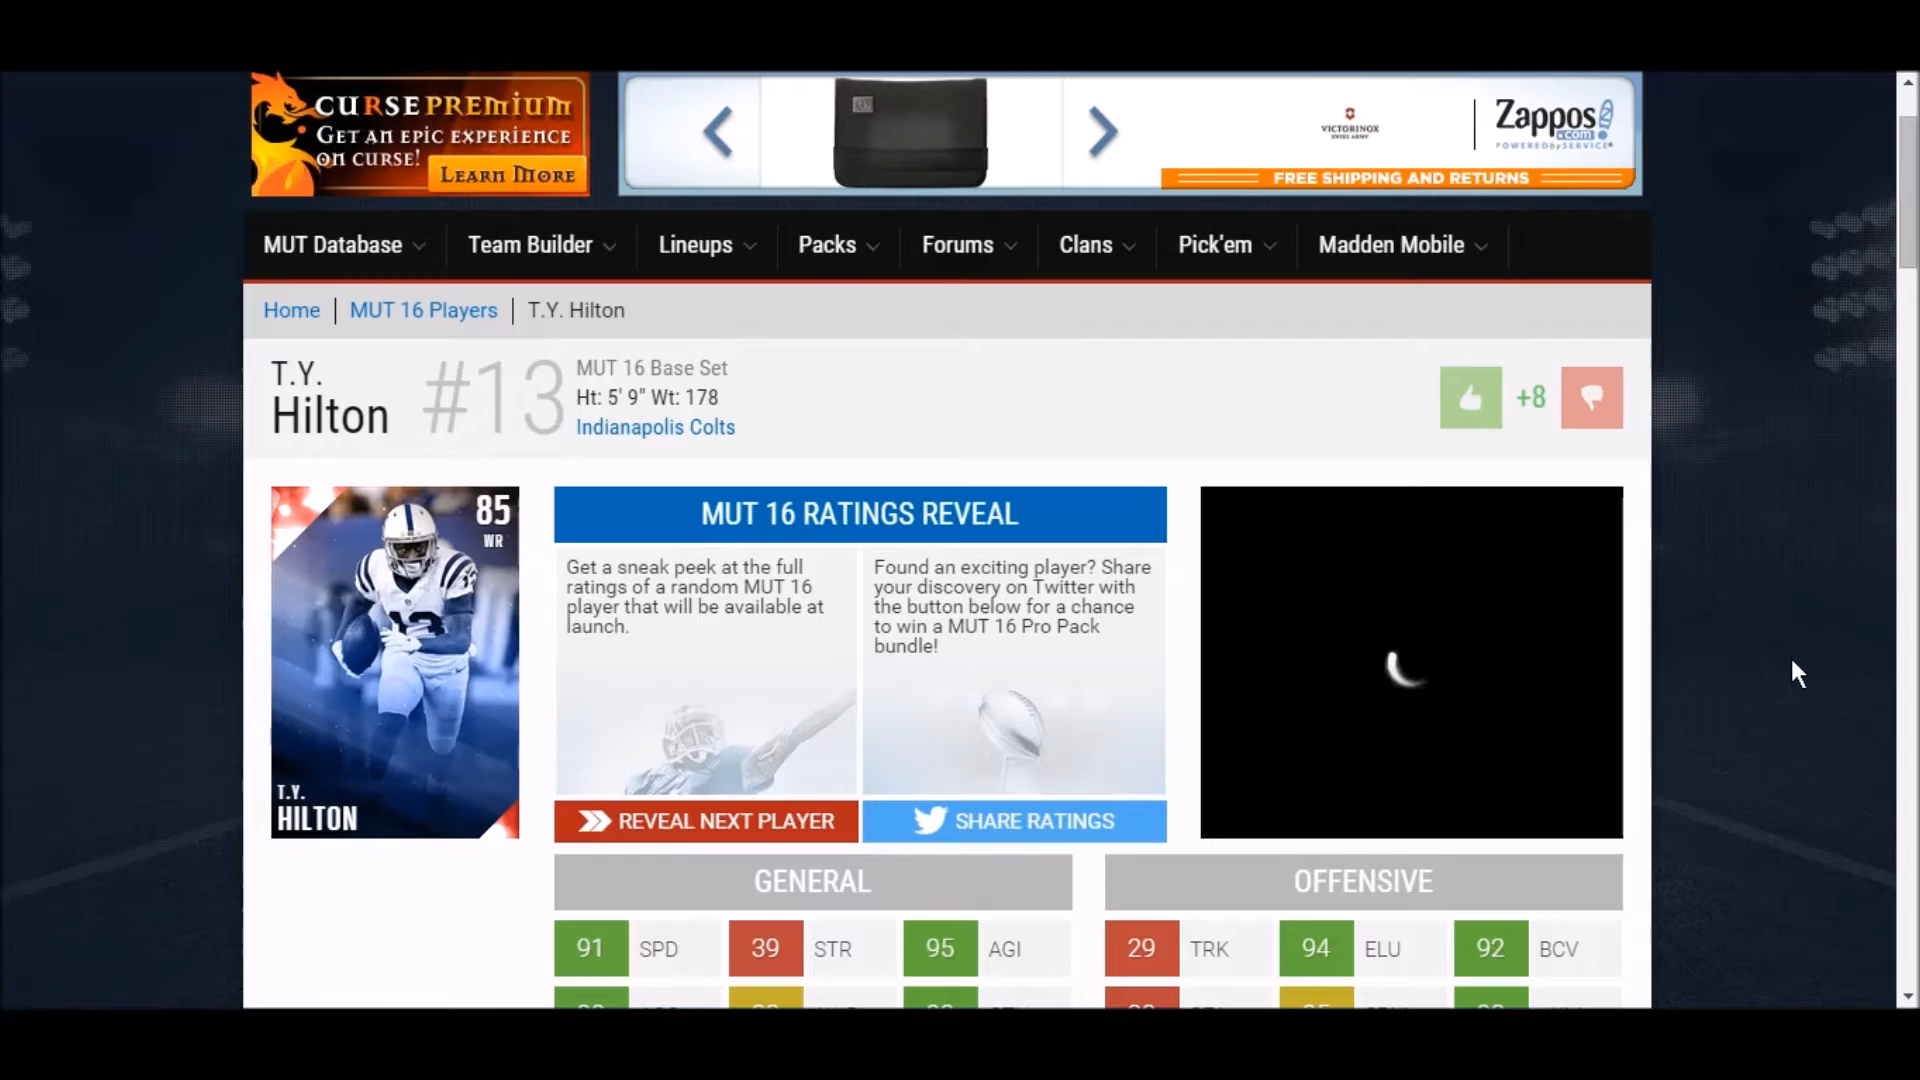 CURSE PREMIUM
GET AN EPIC EXPERIENCE
ON CURSE!
LEARN MORE
VICTORINOX
SWISS ARMY
Zappos
.com
POWERED by SERVICE
FREE SHIPPING AND RETURNS
MUT Database
Team Builder
Lineups
Packs
Forums
Clans
Pick'em
Madden Mobile
Home | MUT 16 Players | T.Y. Hilton
T.Y.
Hilton
#13
MUT 16 Base Set
Ht: 5' 9" Wt: 178
Indianapolis Colts
+8
85
WR
13
T.Y.
HILTON
MUT 16 RATINGS REVEAL
Get a sneak peek at the full
ratings of a random MUT 16
player that will be available at
launch.
Found an exciting player? Share
your discovery on Twitter with
the button below for a chance
to win a MUT 16 Pro Pack
bundle!
REVEAL NEXT PLAYER
SHARE RATINGS
GENERAL
91 SPD 39 STR 95 AGI
OFFENSIVE
29 TRK 94 ELU 92 BCV